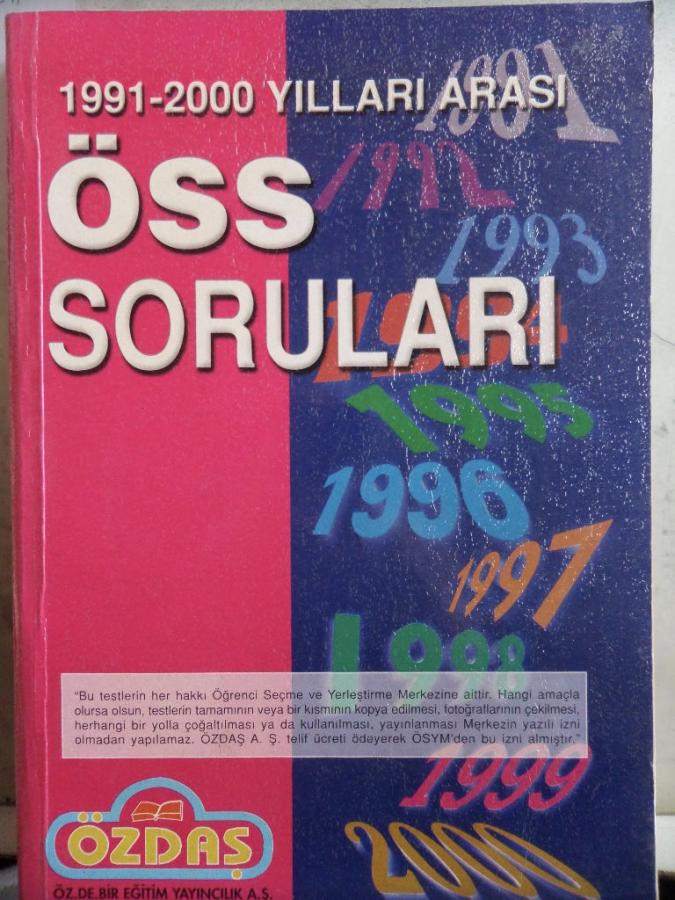 1991-2000 YILLARI ARASI
ÖSS
SORULARI
1991
1992
1993
1994
1995
1996
1997
1998
"Bu testlerin her hakkı Öğrenci Seçme ve Yerleştirme Merkezine aittir. Hangi amaçla
olursa olsun, testlerin tamamının veya bir kısmının kopya edilmesi, fotoğraflarının çekilmesi,
herhangi bir yolla çoğaltılması ya da kullanılması, yayınlanması Merkezin yazılı izni
olmadan yapılamaz. ÖZDAŞ A. Ş. telif ücreti ödeyerek ÖSYM'den bu izni almıştır."
1999
2000
ÖZDAŞ
ÖZ.DE.BİR EĞİTİM YAYINCILIK A.Ş.